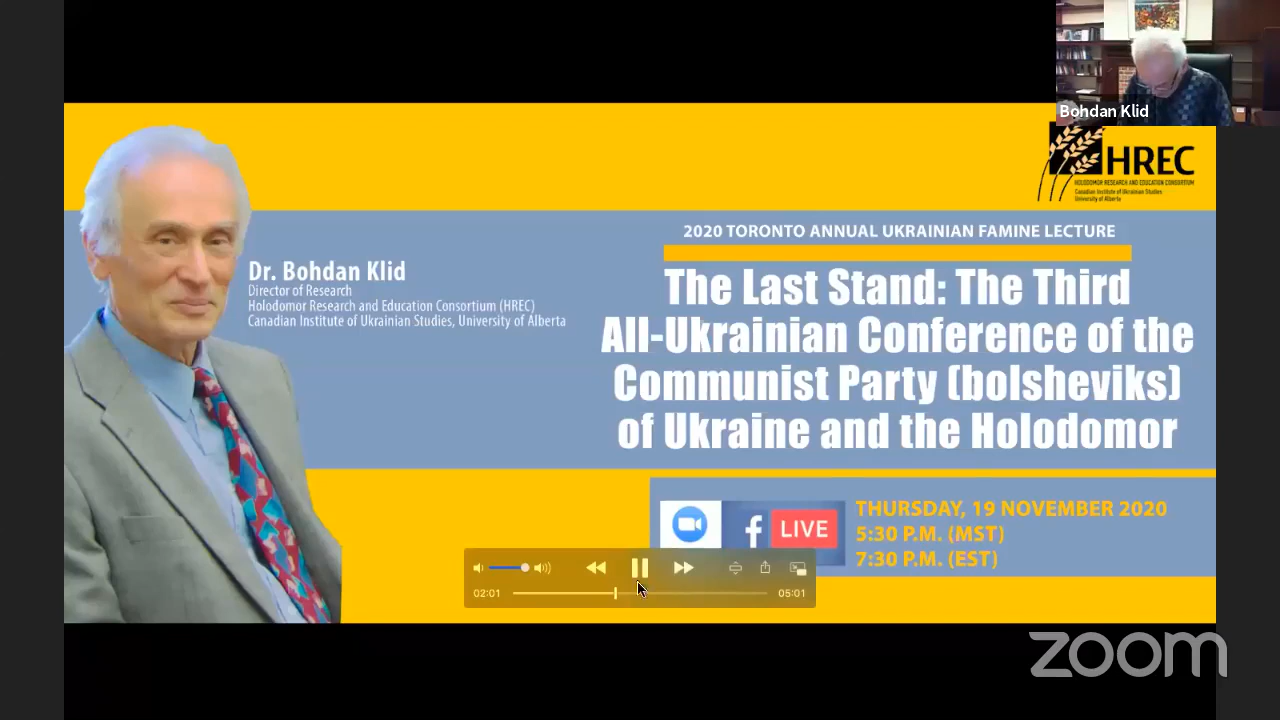 Bohdan Klid
HREC
HOLODOMOR RESEARCH AND EDUCATION CONSORTIUM
Canadian Institute of Ukrainian Studies
University of Alberta
2020 TORONTO ANNUAL UKRAINIAN FAMINE LECTURE
Dr. Bohdan Klid
Director of Research
Holodomor Research and Education Consortium (HREC)
Canadian Institute of Ukrainian Studies, University of Alberta
The Last Stand: The Third
All-Ukrainian Conference of the
Communist Party (bolsheviks)
of Ukraine and the Holodomor
f LIVE
THURSDAY, 19 NOVEMBER 2020
5:30 P.M. (MST)
7:30 P.M. (EST)
02:01
05:01
zoom